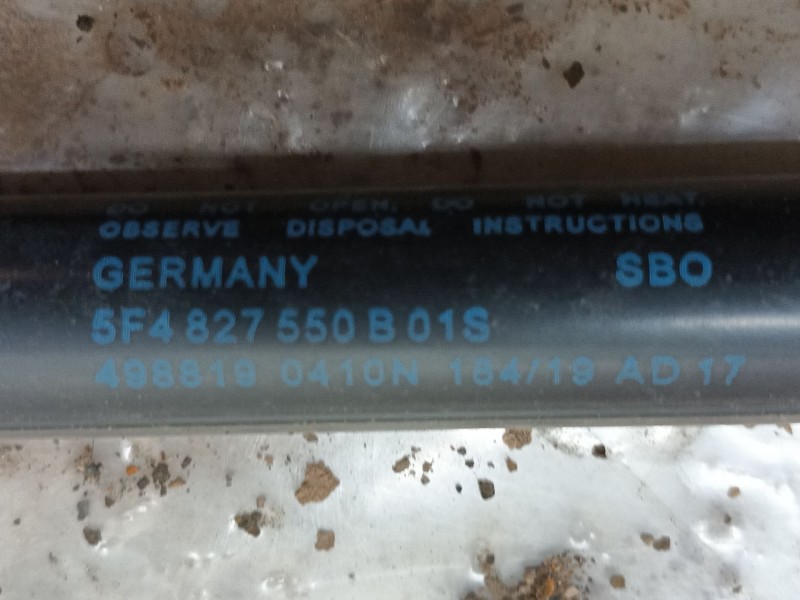 DO NOT OPEN, DO NOT HEAT.
OBSERVE DISPOSAL INSTRUCTIONS
GERMANY SBO
5F4 827 550 B 01S
498819 0410N 184/19 AD 17